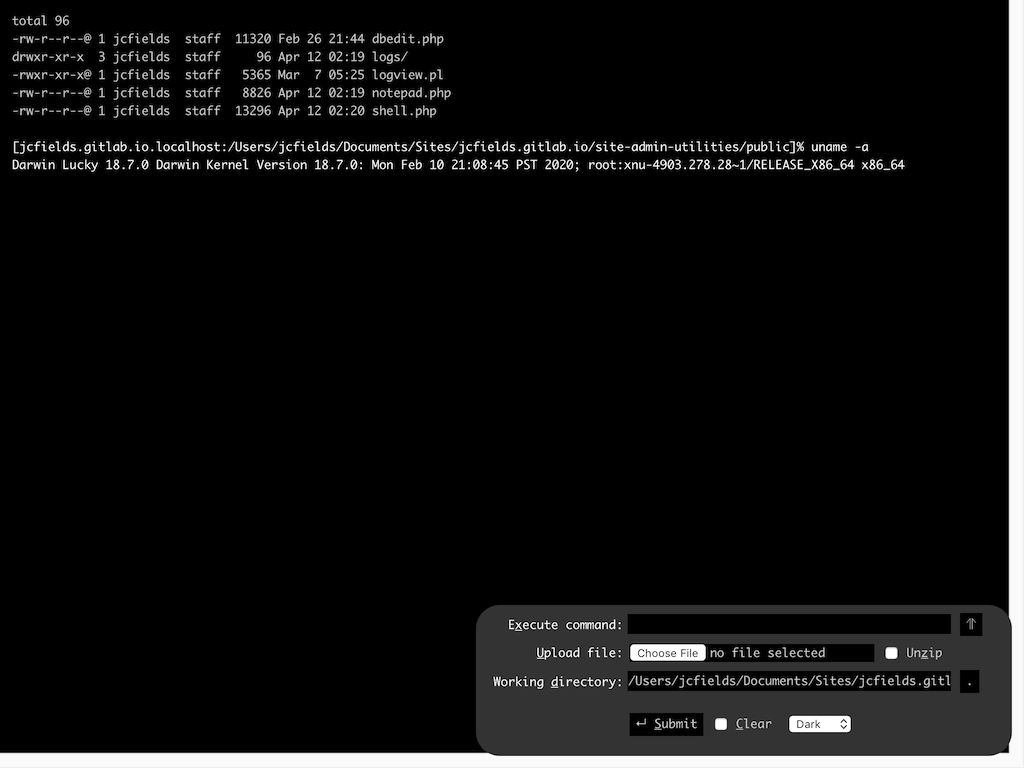 total 96
-rw-r--r--@ 1 jcfields  staff  11320 Feb 26 21:44 dbedit.php
drwxr-xr-x  3 jcfields  staff     96 Apr 12 02:19 logs/
-rwxr-xr-x@ 1 jcfields  staff   5365 Mar  7 05:25 logview.pl
-rw-r--r--@ 1 jcfields  staff   8826 Apr 12 02:19 notepad.php
-rw-r--r--@ 1 jcfields  staff  13296 Apr 12 02:20 shell.php
[jcfields.gitlab.io.localhost:/Users/jcfields/Documents/Sites/jcfields.gitlab.io/site-admin-utilities/public]% uname -a
Darwin Lucky 18.7.0 Darwin Kernel Version 18.7.0: Mon Feb 10 21:08:45 PST 2020; root:xnu-4903.278.28~1/RELEASE_X86_64 x86_64
Execute command: ⇈
Upload file: Choose File no file selected Unzip
Working directory: /Users/jcfields/Documents/Sites/jcfields.gitl .
↵ Submit Clear Dark